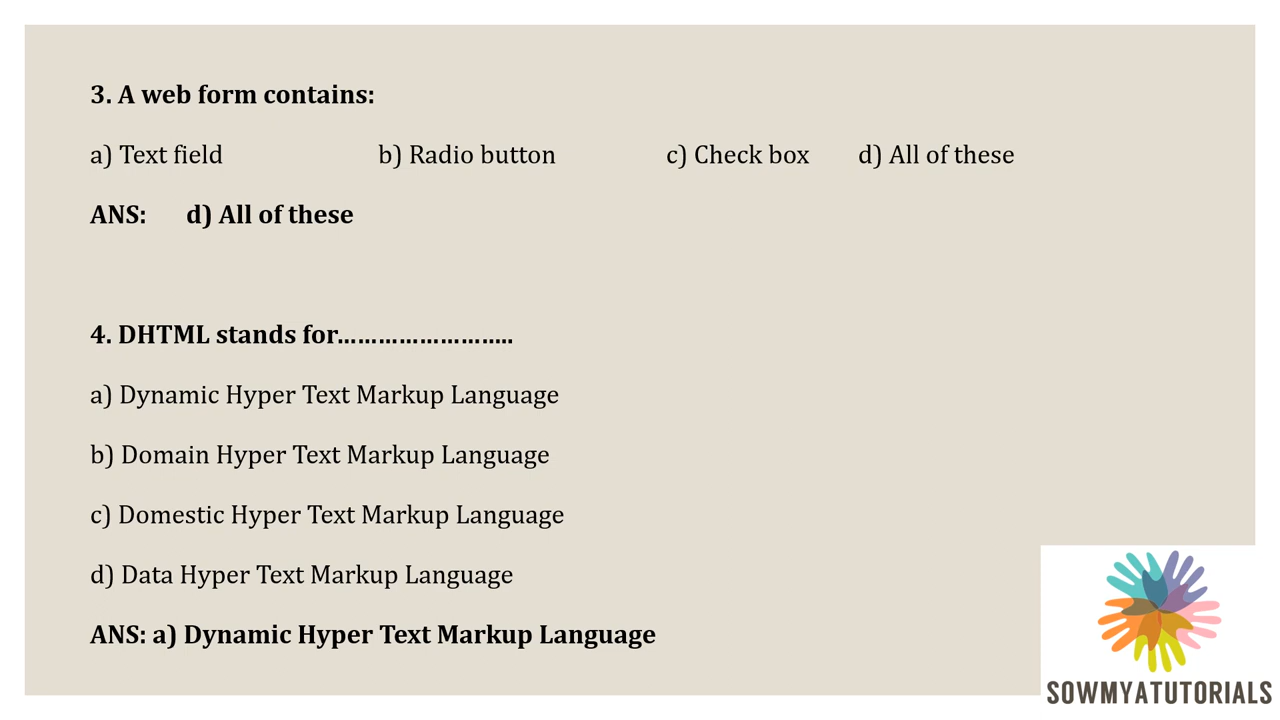 3. A web form contains:
a) Text field b) Radio button c) Check box d) All of these
ANS: d) All of these
4. DHTML stands for……………………..
a) Dynamic Hyper Text Markup Language
b) Domain Hyper Text Markup Language
c) Domestic Hyper Text Markup Language
d) Data Hyper Text Markup Language
ANS: a) Dynamic Hyper Text Markup Language
SOWMYATUTORIALS